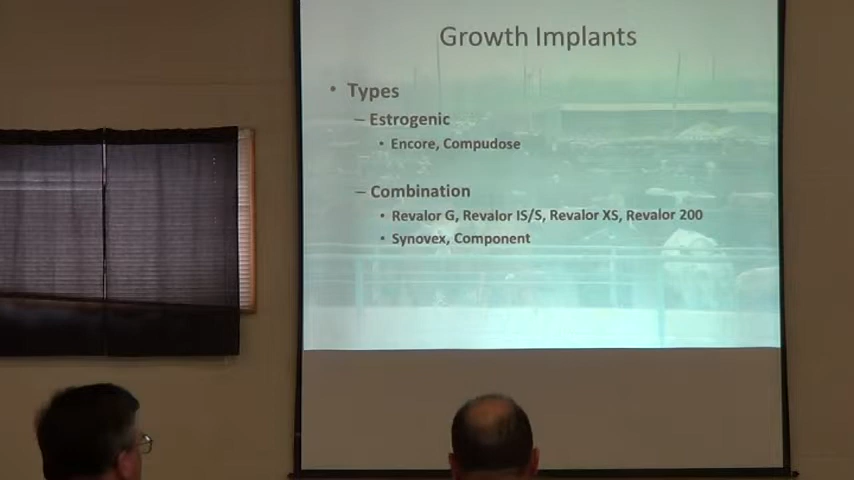 Growth Implants
• Types
– Estrogenic
• Encore, Compudose
– Combination
• Revalor G, Revalor IS/S, Revalor XS, Revalor 200
• Synovex, Component